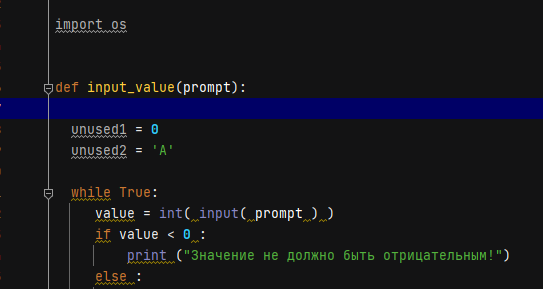 import os
def input_value(prompt):
unused1 = 0
unused2 = 'A'
while True:
value = int( input( prompt ) )
if value < 0 :
print ("Значение не должно быть отрицательным!")
else :